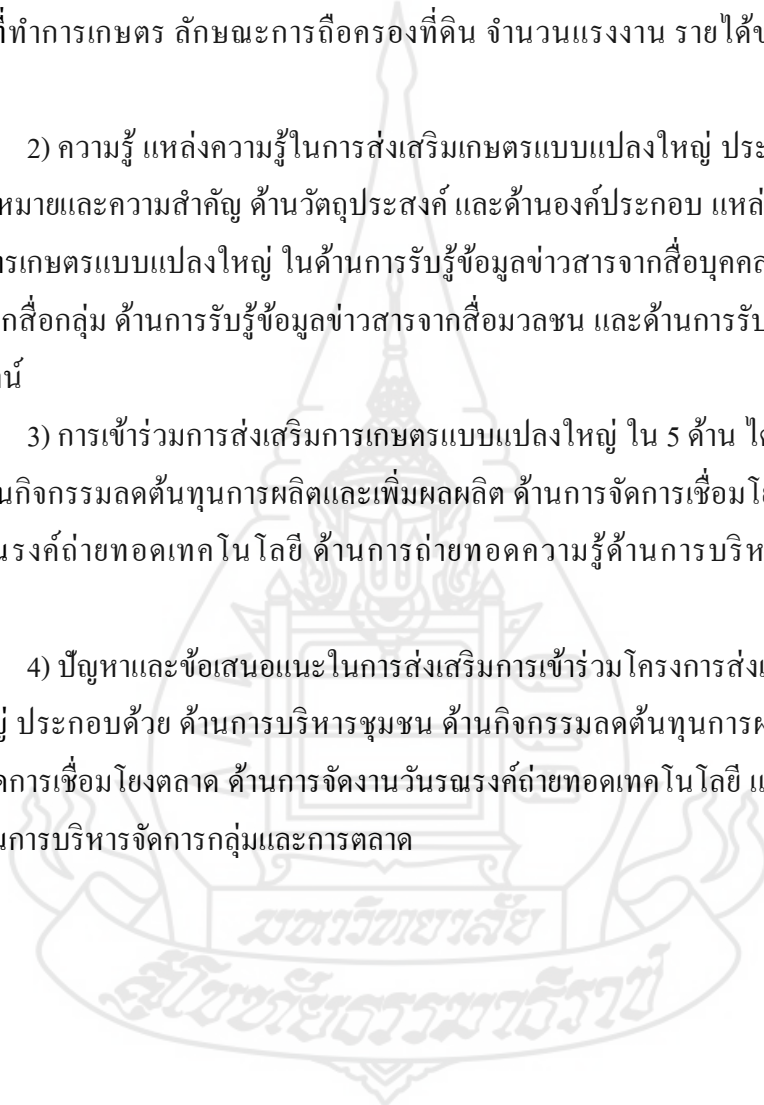 ที่ทำการเกษตร ลักษณะการถือครองที่ดิน จำนวนแรงงาน รายได้
2) ความรู้ แหล่งความรู้ในการส่งเสริมเกษตรแบบแปลงใหญ่ ประ
หมายและความสำคัญ ด้านวัตถุประสงค์ และด้านองค์ประกอบ แหล่
ารเกษตรแบบแปลงใหญ่ ในด้านการรับรู้ข้อมูลข่าวสารจากสื่อบุคคล
กสื่อกลุ่ม ด้านการรับรู้ข้อมูลข่าวสารจากสื่อมวลชน และด้านการรับ
น์
3) การเข้าร่วมการส่งเสริมการเกษตรแบบแปลงใหญ่ ใน 5 ด้าน ได
นกิจกรรมลดต้นทุนการผลิตและเพิ่มผลผลิต ด้านการจัดการเชื่อมโย
ณรงค์ถ่ายทอดเทคโนโลยี ด้านการถ่ายทอดความรู้ด้านการบริห
4) ปัญหาและข้อเสนอแนะในการส่งเสริมการเข้าร่วมโครงการส่งเ
ญ่ ประกอบด้วย ด้านการบริหารชุมชน ด้านกิจกรรมลดต้นทุนการผ
ดการเชื่อมโยงตลาด ด้านการจัดงานวันรณรงค์ถ่ายทอดเทคโนโลยี แ
นการบริหารจัดการกลุ่มและการตลาด
มหาวิทยาลัย
สุโขทัยธรรมาธิราช